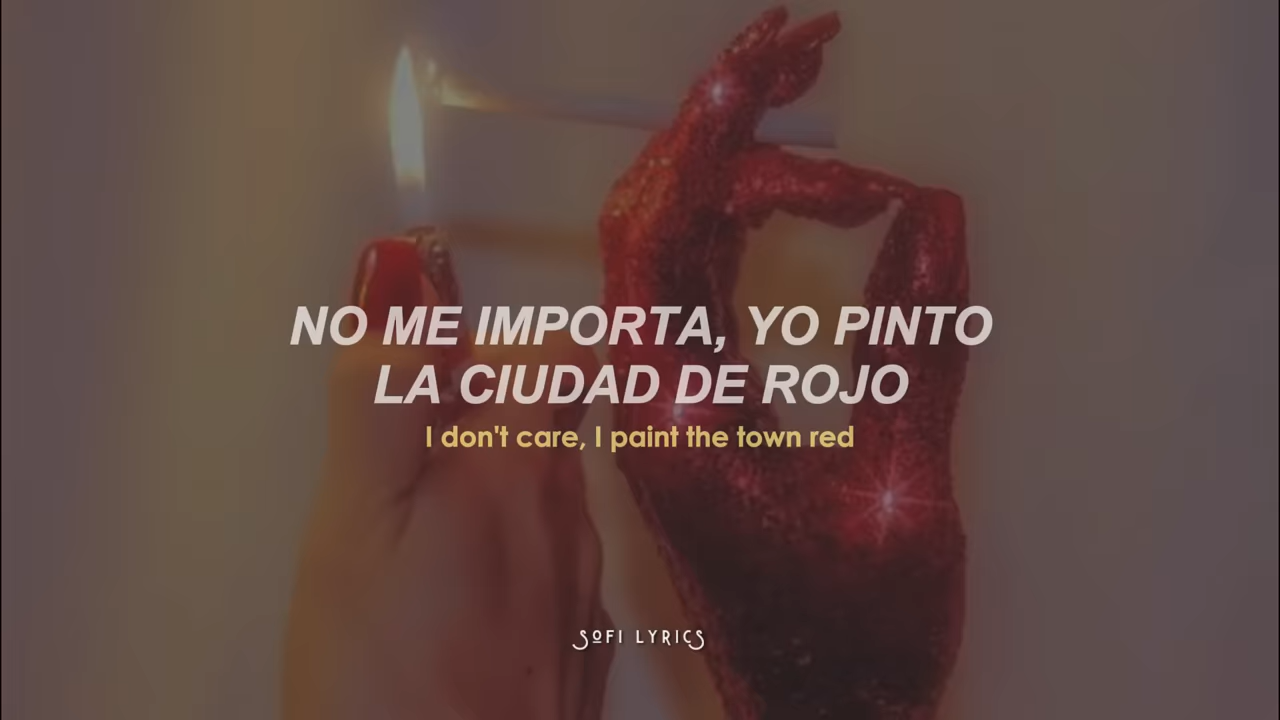 NO ME IMPORTA, YO PINTO
LA CIUDAD DE ROJO
I don't care, I paint the town red
SOFI LYRICS